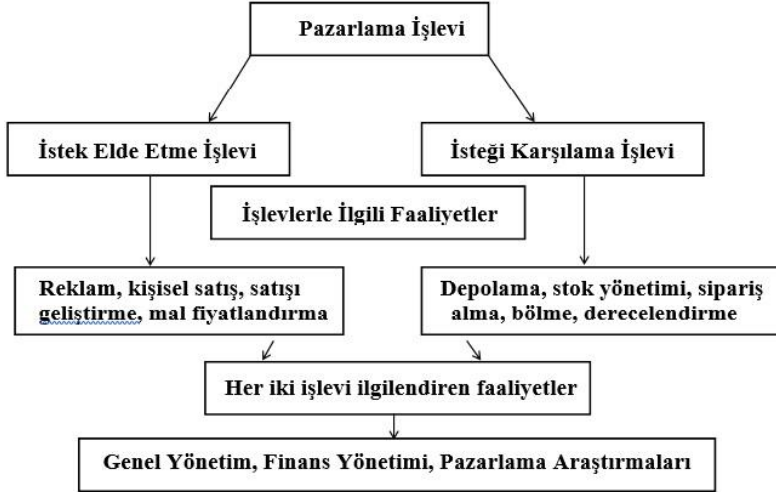 Pazarlama İşlevi
İstek Elde Etme İşlevi
İsteği Karşılama İşlevi
İşlevlerle İlgili Faaliyetler
Reklam, kişisel satış, satışı
geliştirme, mal fiyatlandırma
Depolama, stok yönetimi, sipariş
alma, bölme, derecelendirme
Her iki işlevi ilgilendiren faaliyetler
Genel Yönetim, Finans Yönetimi, Pazarlama Araştırmaları